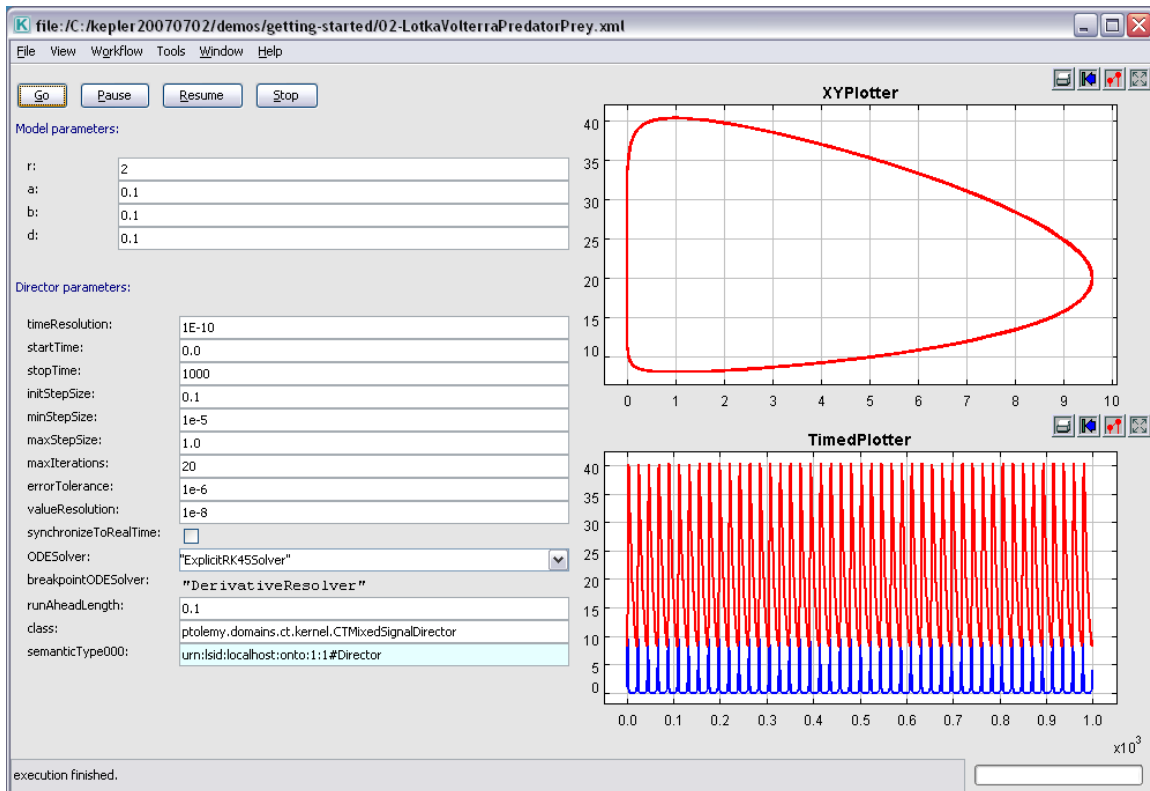 file:/C:/kepler20070702/demos/getting-started/02-LotkaVolterraPredatorPrey.xml
File View Workflow Tools Window Help
Go Pause Resume Stop
Model parameters:
r: 2
a: 0.1
b: 0.1
d: 0.1
Director parameters:
timeResolution: 1E-10
startTime: 0.0
stopTime: 1000
initStepSize: 0.1
minStepSize: 1e-5
maxStepSize: 1.0
maxIterations: 20
errorTolerance: 1e-6
valueResolution: 1e-8
synchronizeToRealTime:
ODESolver: "ExplicitRK45Solver"
breakpointODESolver: "DerivativeResolver"
runAheadLength: 0.1
class: ptolemy.domains.ct.kernel.CTMixedSignalDirector
semanticType000: urn:lsid:localhost:onto:1:1#Director
XYPlotter
40
35
30
25
20
15
10
0 1 2 3 4 5 6 7 8 9 10
TimedPlotter
40
35
30
25
20
15
10
5
0
0.0 0.1 0.2 0.3 0.4 0.5 0.6 0.7 0.8 0.9 1.0
x10^3
execution finished.